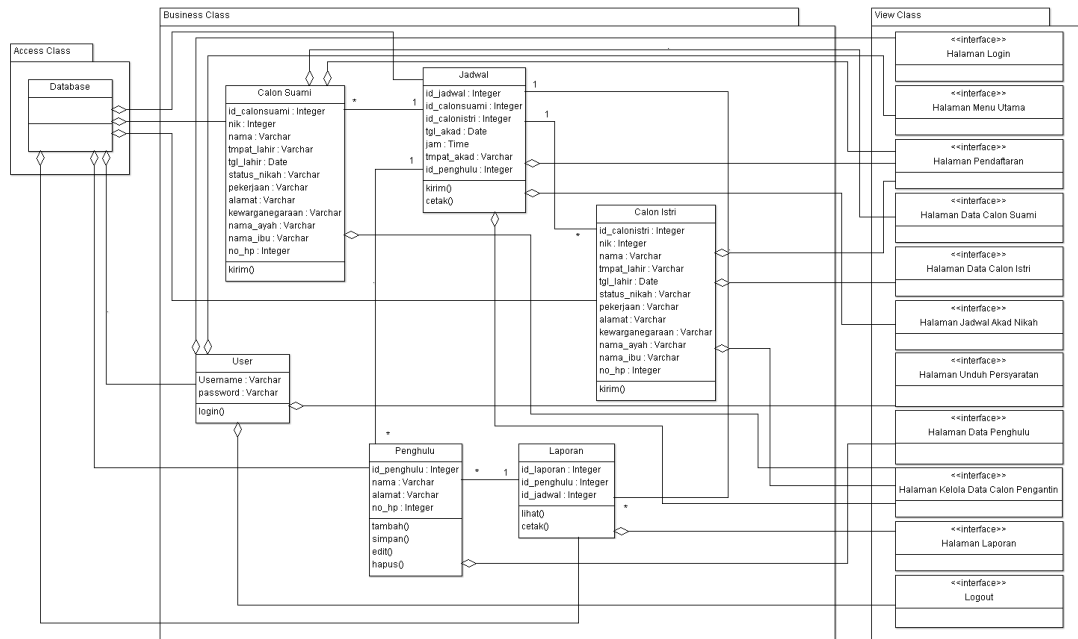 Business Class
View Class
Access Class
Database
Calon Suami
id_calonsuami : Integer
nik : Integer
nama : Varchar
tmpat_lahir : Varchar
tgl_lahir : Date
status_nikah : Varchar
pekerjaan : Varchar
alamat : Varchar
kewarganegaraan : Varchar
nama_ayah : Varchar
nama_ibu : Varchar
no_hp : Integer
kirim()
*
1
Jadwal
id_jadwal : Integer
id_calonsuami : Integer
id_calonistri : Integer
tgl_akad : Date
jam : Time
tmpat_akad : Varchar
id_penghulu : Integer
kirim()
cetak()
1
1
1
*
Calon Istri
id_calonistri : Integer
nik : Integer
nama : Varchar
tmpat_lahir : Varchar
tgl_lahir : Date
status_nikah : Varchar
pekerjaan : Varchar
alamat : Varchar
kewarganegaraan : Varchar
nama_ayah : Varchar
nama_ibu : Varchar
no_hp : Integer
kirim()
User
Username : Varchar
password : Varchar
login()
*
Penghulu
id_penghulu : Integer
nama : Varchar
alamat : Varchar
no_hp : Integer
tambah()
simpan()
edit()
hapus()
*
1
Laporan
id_laporan : Integer
id_penghulu : Integer
id_jadwal : Integer
lihat()
cetak()
*
<<interface>>
Halaman Login
<<interface>>
Halaman Menu Utama
<<interface>>
Halaman Pendaftaran
<<interface>>
Halaman Data Calon Suami
<<interface>>
Halaman Data Calon Istri
<<interface>>
Halaman Jadwal Akad Nikah
<<interface>>
Halaman Unduh Persyaratan
<<interface>>
Halaman Data Penghulu
<<interface>>
Halaman Kelola Data Calon Pengantin
<<interface>>
Halaman Laporan
<<interface>>
Logout